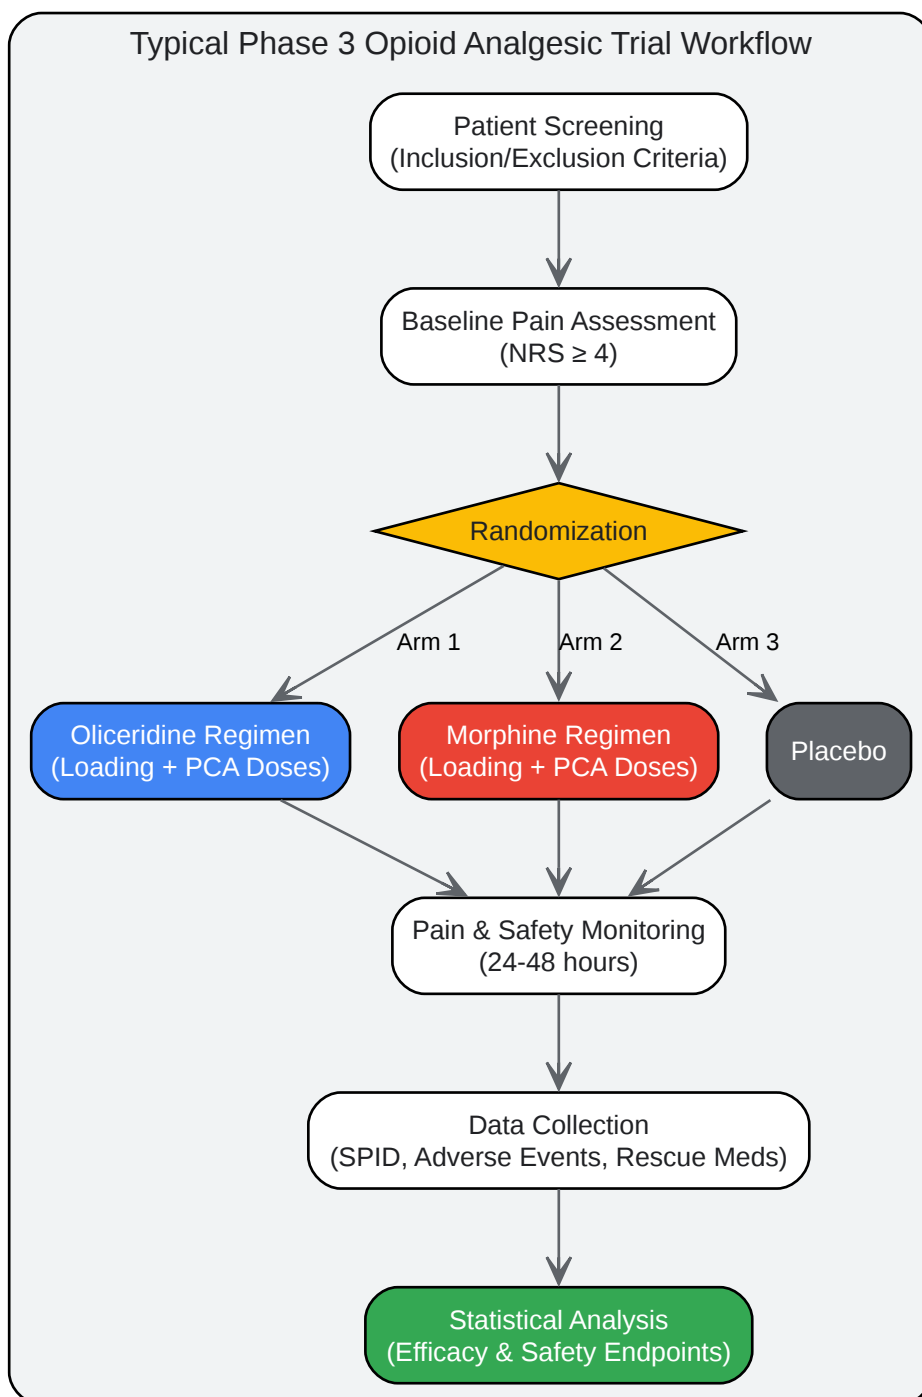 Typical Phase 3 Opioid Analgesic Trial Workflow
Patient Screening
(Inclusion/Exclusion Criteria)
Baseline Pain Assessment
(NRS ≥ 4)
Randomization
Arm 1
Arm 2
Arm 3
Oliceridine Regimen
(Loading + PCA Doses)
Morphine Regimen
(Loading + PCA Doses)
Placebo
Pain & Safety Monitoring
(24-48 hours)
Data Collection
(SPID, Adverse Events, Rescue Meds)
Statistical Analysis
(Efficacy & Safety Endpoints)